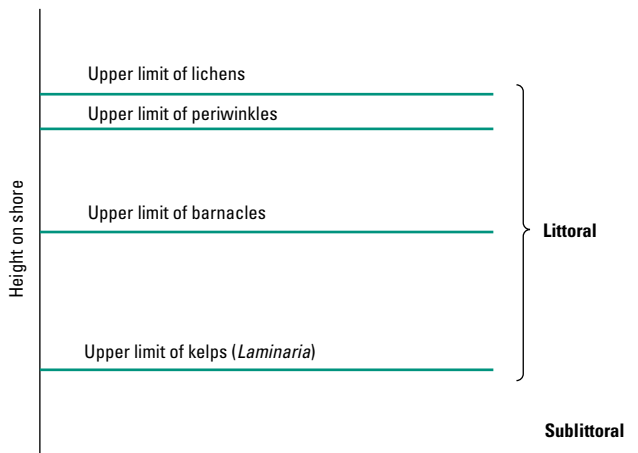 Upper limit of lichens
Upper limit of periwinkles
Upper limit of barnacles
Height on shore
Littoral
Upper limit of kelps (Laminaria)
Sublittoral